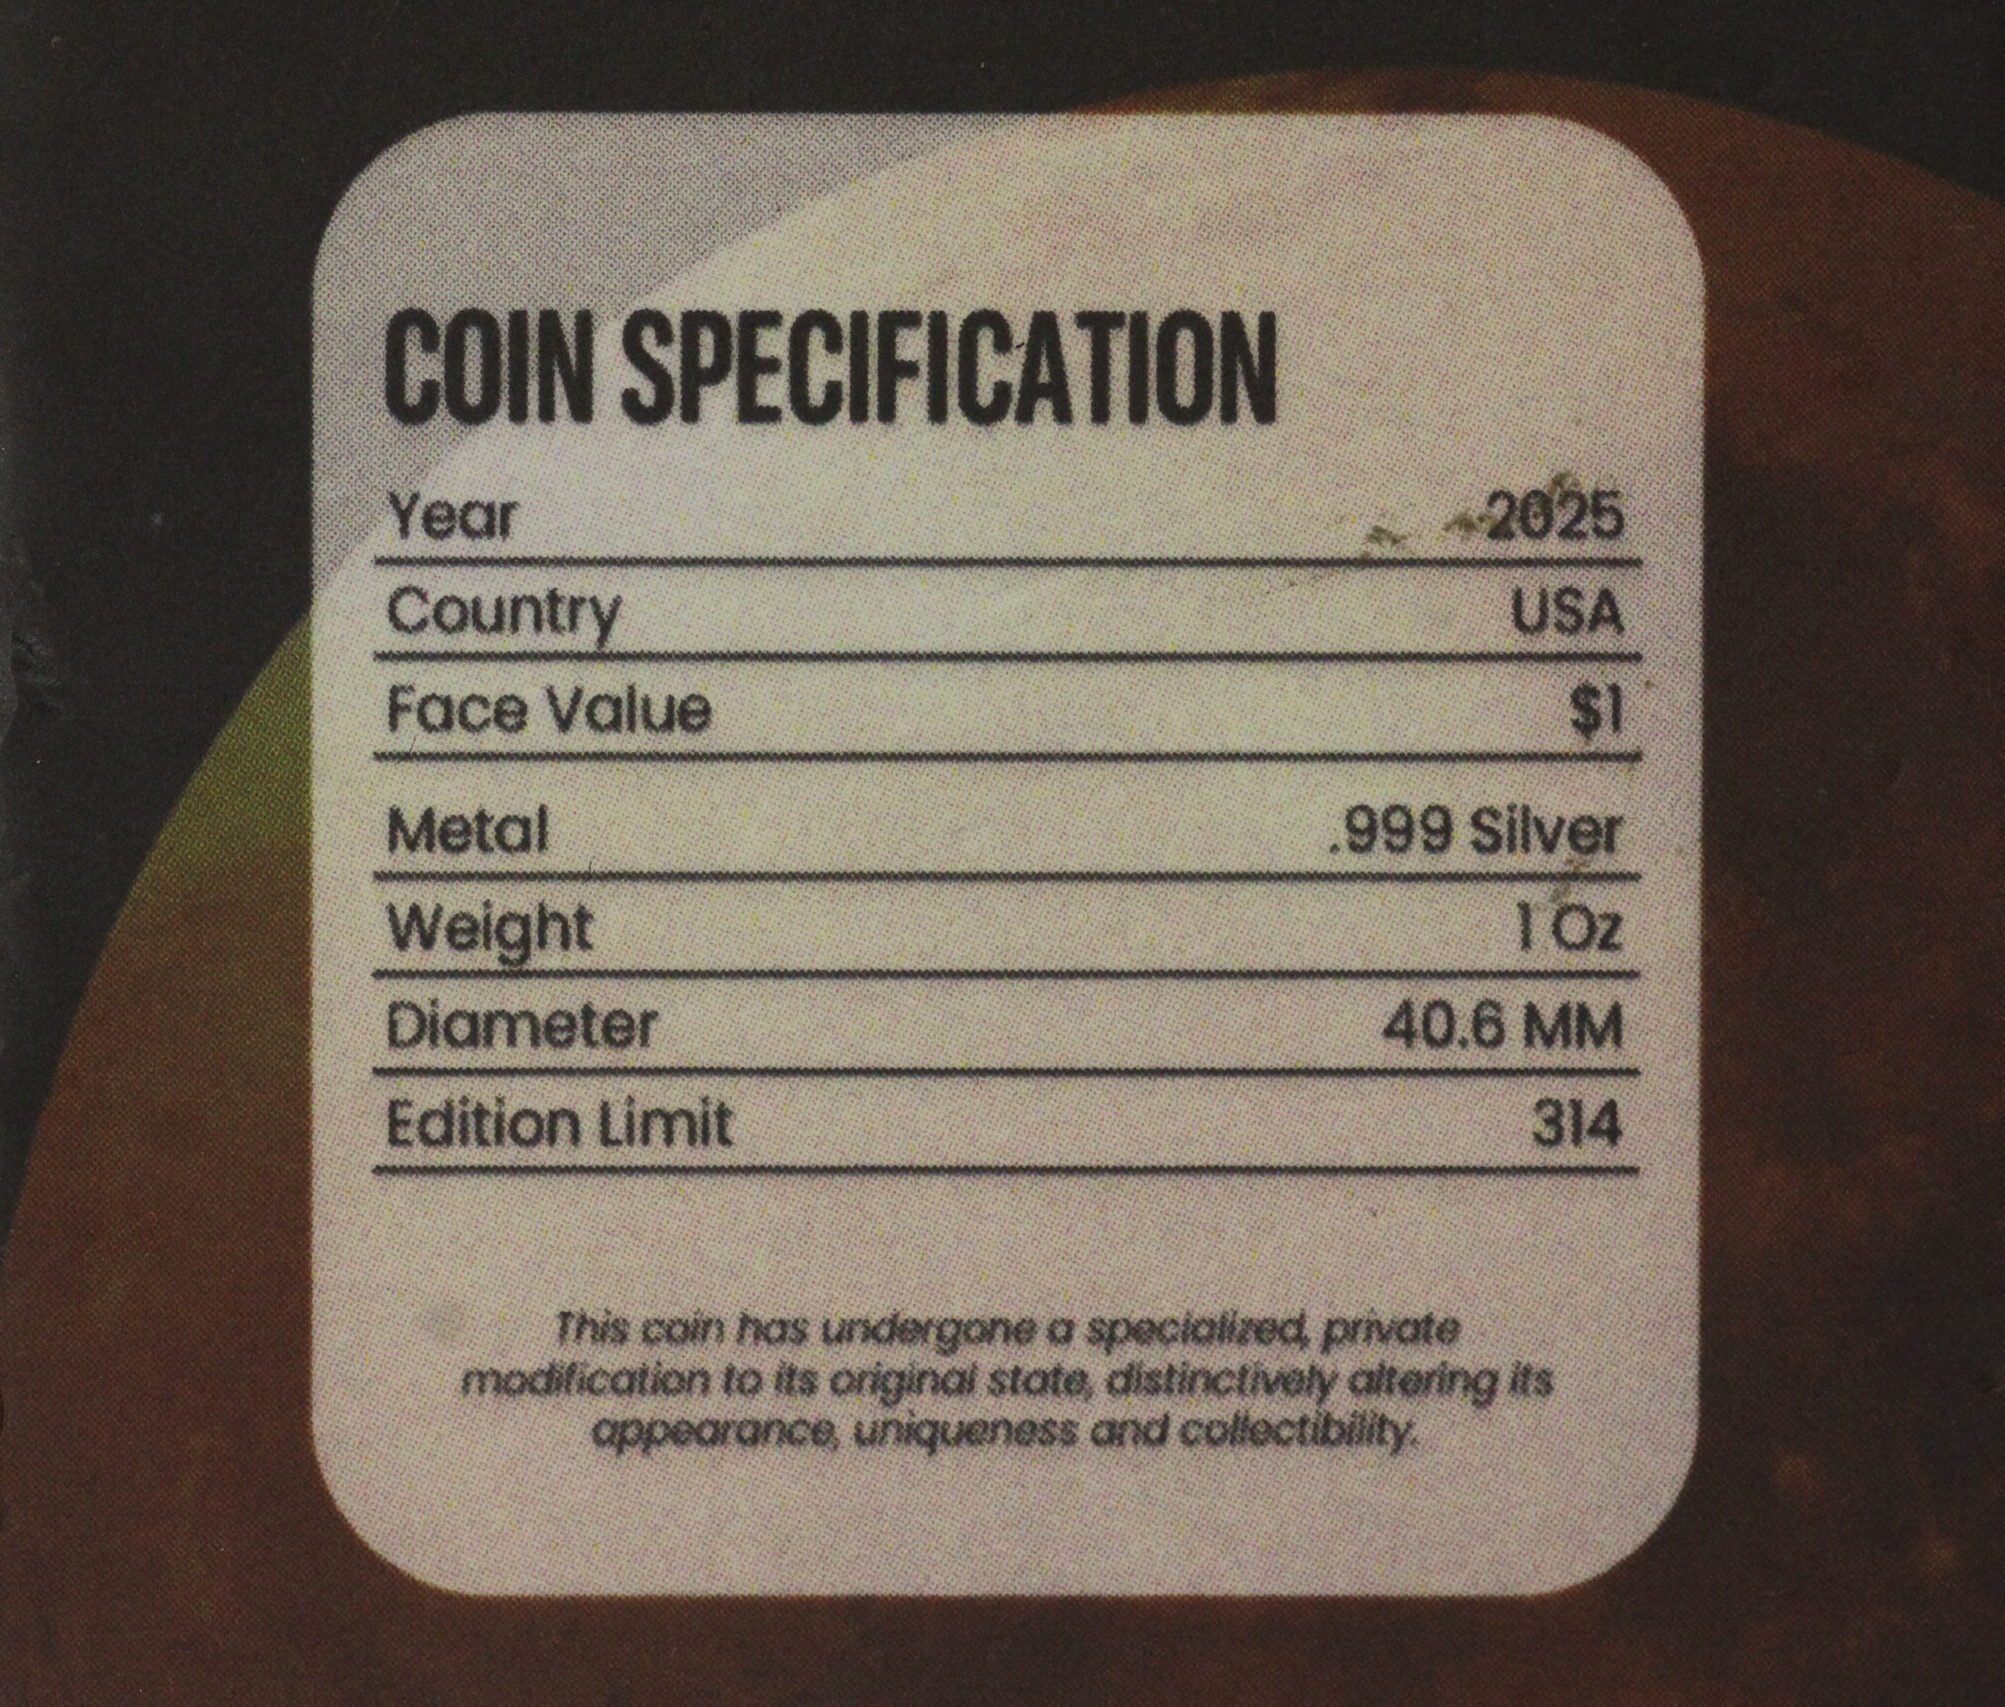 COIN SPECIFICATION
Year 2025
Country USA
Face Value $1
Metal .999 Silver
Weight 1 Oz
Diameter 40.6 MM
Edition Limit 314
This coin has undergone a specialized, private
modification to its original state, distinctively altering its
appearance, uniqueness and collectibility.